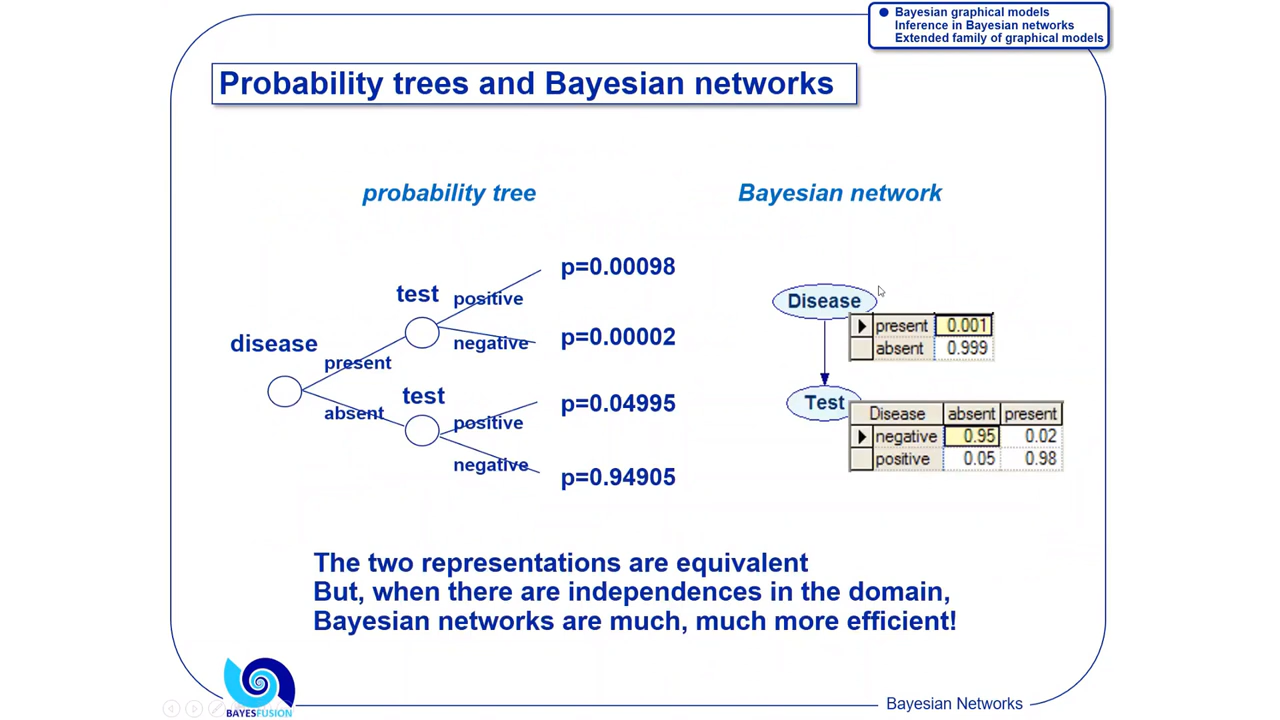 Bayesian graphical models
Inference in Bayesian networks
Extended family of graphical models
Probability trees and Bayesian networks
probability tree
Bayesian network
disease
present
absent
test
positive
negative
test
positive
negative
p=0.00098
p=0.00002
p=0.04995
p=0.94905
Disease
present 0.001
absent 0.999
Test
Disease absent present
negative 0.95 0.02
positive 0.05 0.98
The two representations are equivalent
But, when there are independences in the domain,
Bayesian networks are much, much more efficient!
BAYESFUSION
Bayesian Networks